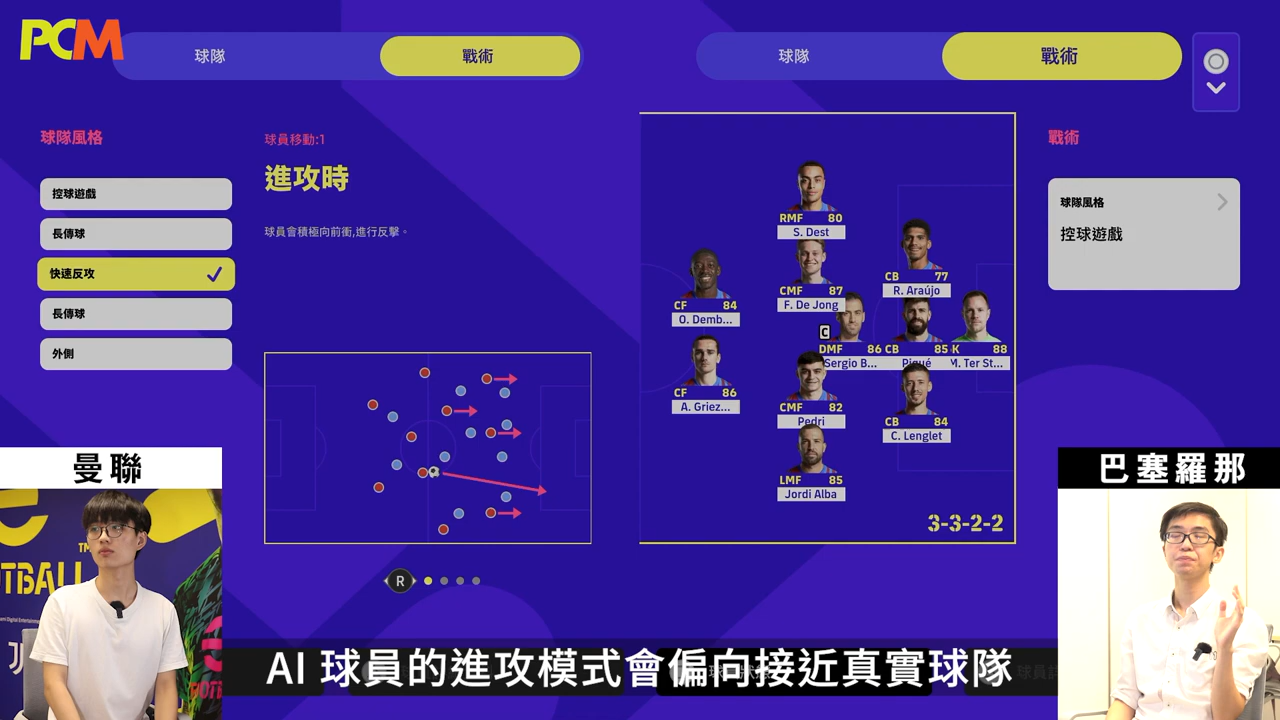 PCM
球隊
戰術
球隊
戰術
球隊風格
控球遊戲
長傳球
快速反攻
長傳球
外側
球員移動:1
進攻時
球員會積極向前衝,進行反擊。
R
RMF 80
S. Dest
CMF 87
F. De Jong
CB 77
R. Araújo
CF 84
O. Demb...
C
DMF 86
Sergio B...
CB 85
Piqué
K 88
M. Ter St...
CF 86
A. Griez...
CMF 82
Pedri
CB 84
C. Lenglet
LMF 85
Jordi Alba
3-3-2-2
戰術
球隊風格
控球遊戲
曼聯
巴塞羅那
TM
OTBALL
AI 球員的進攻模式會偏向接近真實球隊